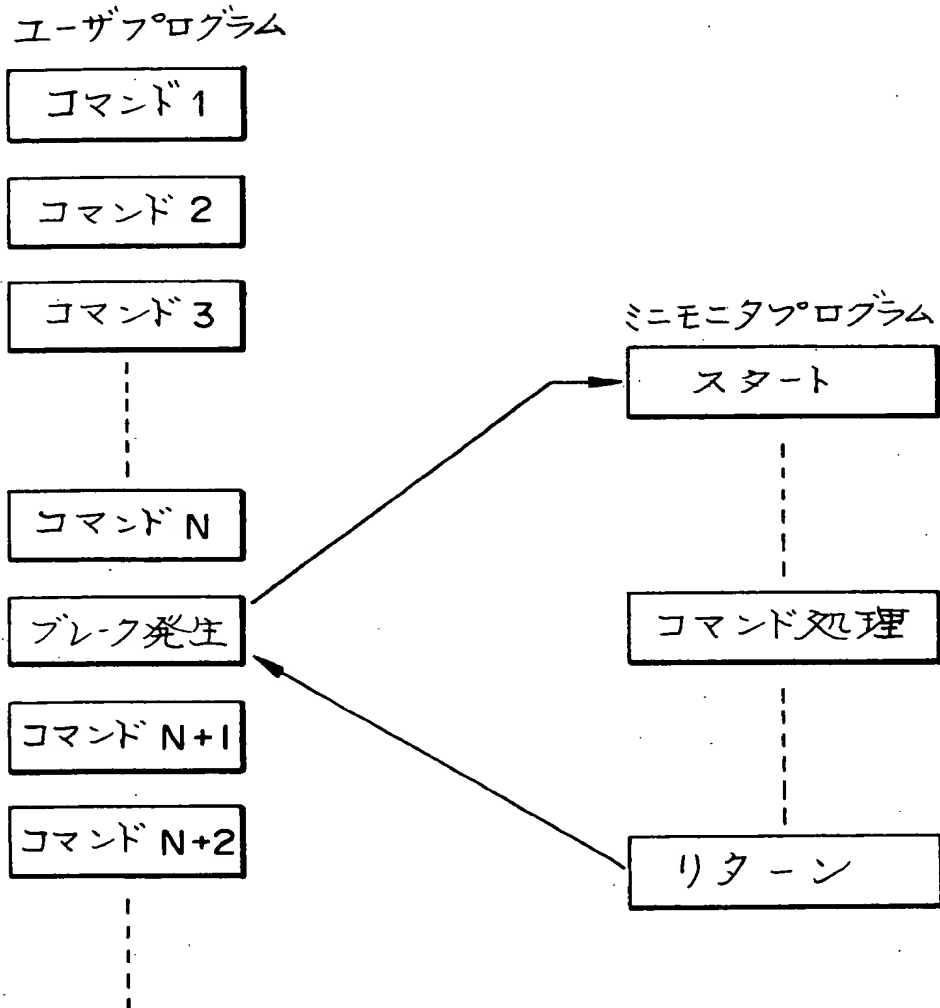 ユーザプログラム
コマンド 1
コマンド 2
コマンド 3
コマンド N
ブレーク発生
コマンド N+1
コマンド N+2
ミニモニタプログラム
スタート
コマンド処理
リターン